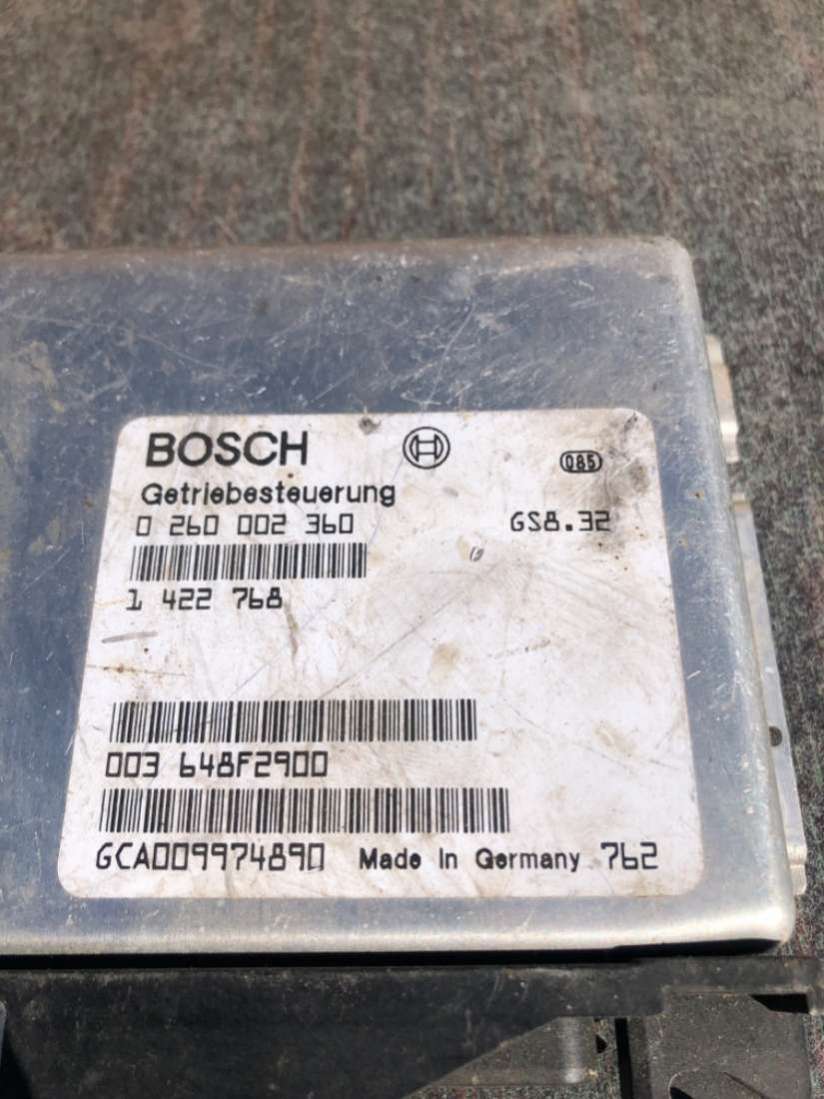 BOSCH
085
Getriebesteuerung
0 260 002 360 GS8.32
1 422 768
003 648F2900
GCA009974890 Made In Germany 762